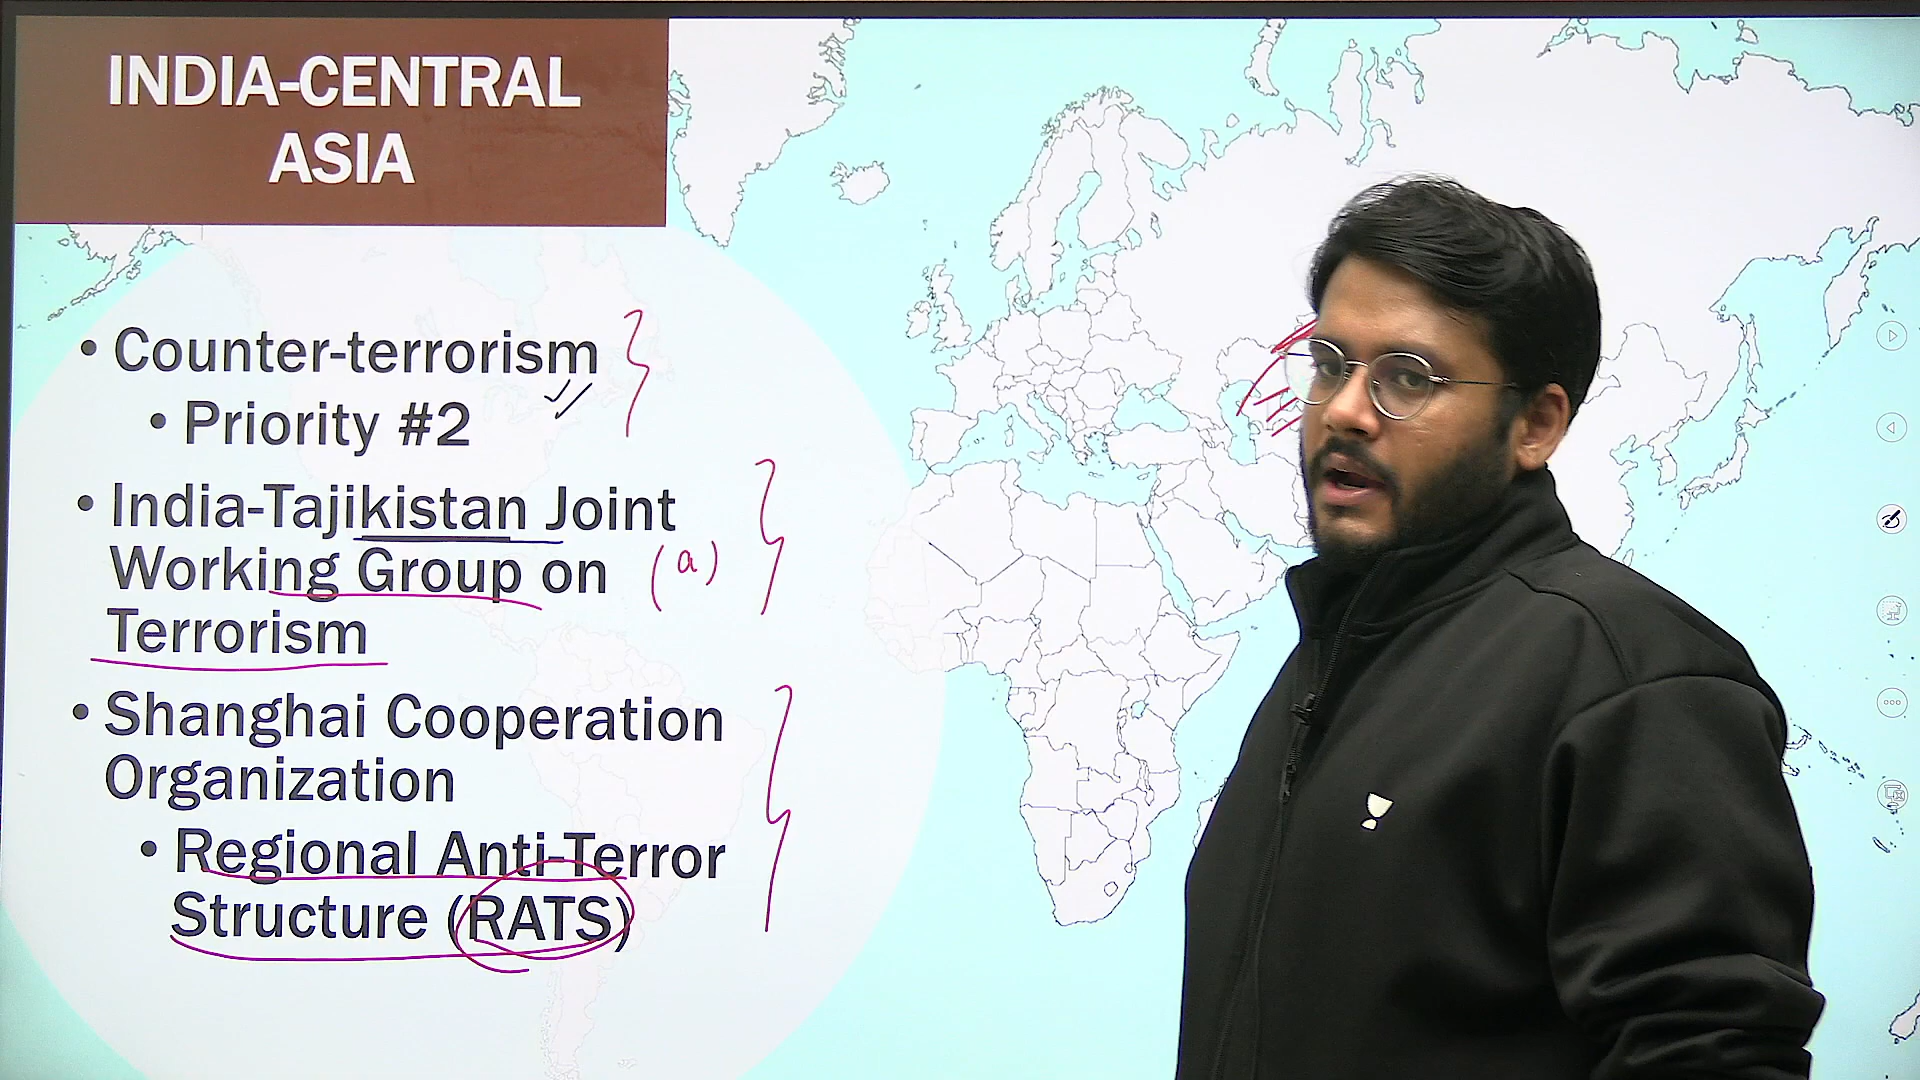 INDIA-CENTRAL
ASIA
• Counter-terrorism
• Priority #2
• India-Tajikistan Joint
Working Group on (a)
Terrorism
• Shanghai Cooperation
Organization
• Regional Anti-Terror
Structure (RATS)